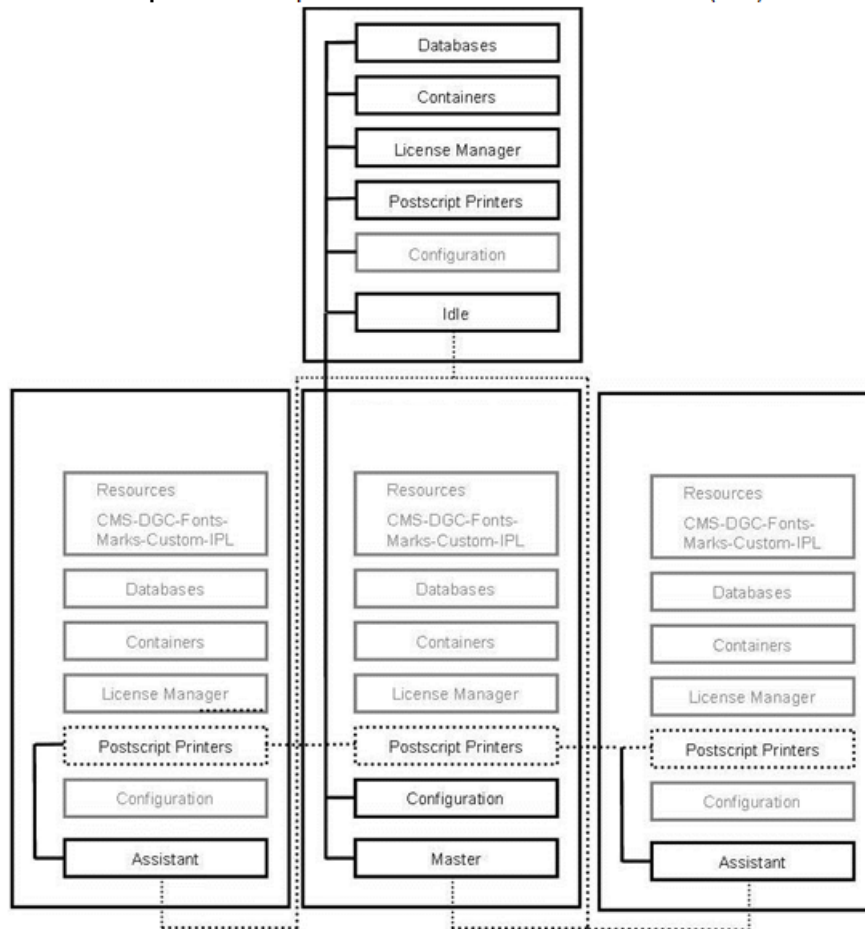 Databases
Containers
License Manager
Postscript Printers
Configuration
Idle
Resources
CMS-DGC-Fonts-
Marks-Custom-IPL
Databases
Containers
License Manager
Postscript Printers
Configuration
Assistant
Resources
CMS-DGC-Fonts-
Marks-Custom-IPL
Databases
Containers
License Manager
Postscript Printers
Configuration
Master
Resources
CMS-DGC-Fonts-
Marks-Custom-IPL
Databases
Containers
License Manager
Postscript Printers
Configuration
Assistant